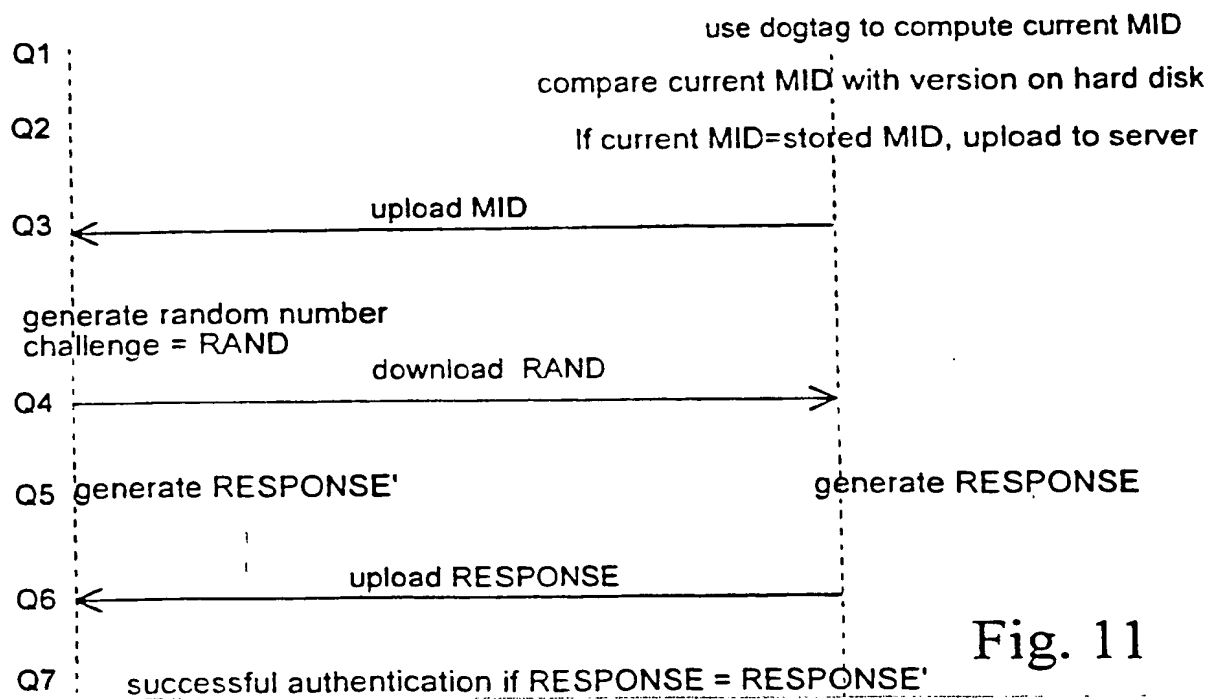 use dogtag to compute current MID
Q1
compare current MID with version on hard disk
Q2
If current MID=stored MID, upload to server
upload MID
Q3
generate random number
challenge = RAND
download RAND
Q4
Q5 generate RESPONSE' generate RESPONSE
upload RESPONSE
Q6
Fig. 11
Q7 successful authentication if RESPONSE = RESPONSE'